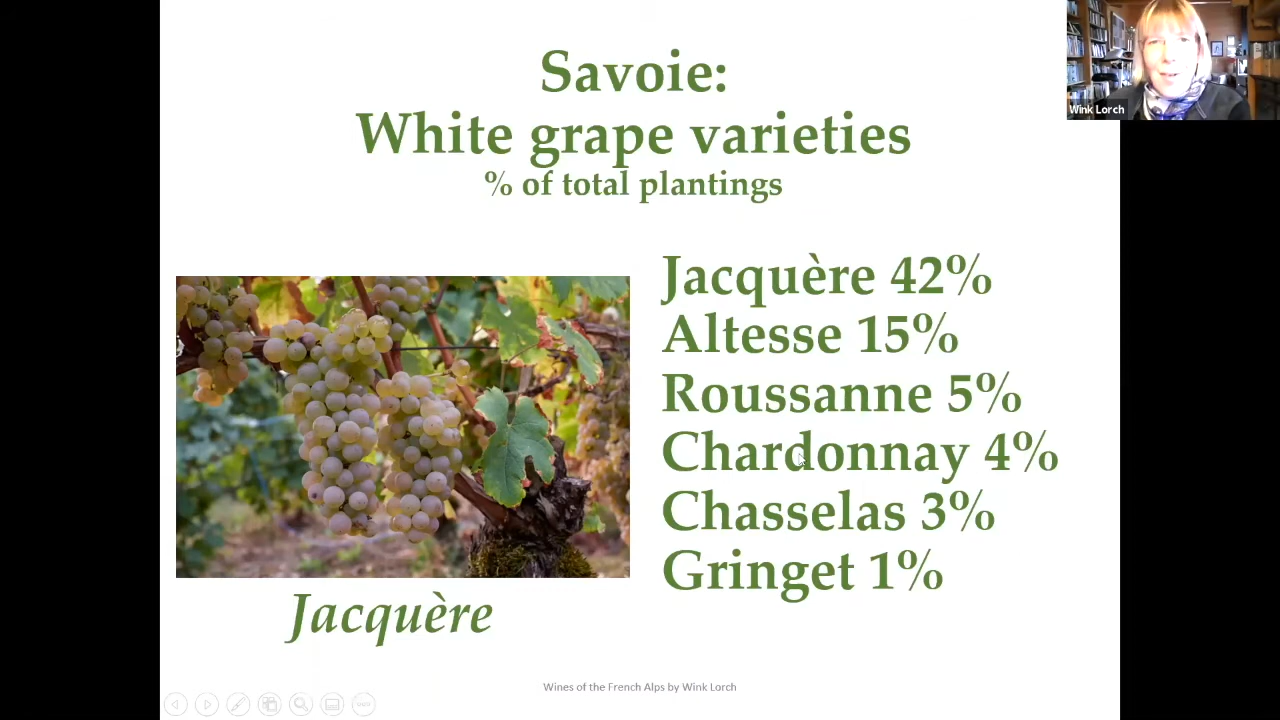 Savoie:
White grape varieties
% of total plantings
Wink Lorch
Jacquère 42%
Altesse 15%
Roussanne 5%
Chardonnay 4%
Chasselas 3%
Gringet 1%
Jacquère
Wines of the French Alps by Wink Lorch